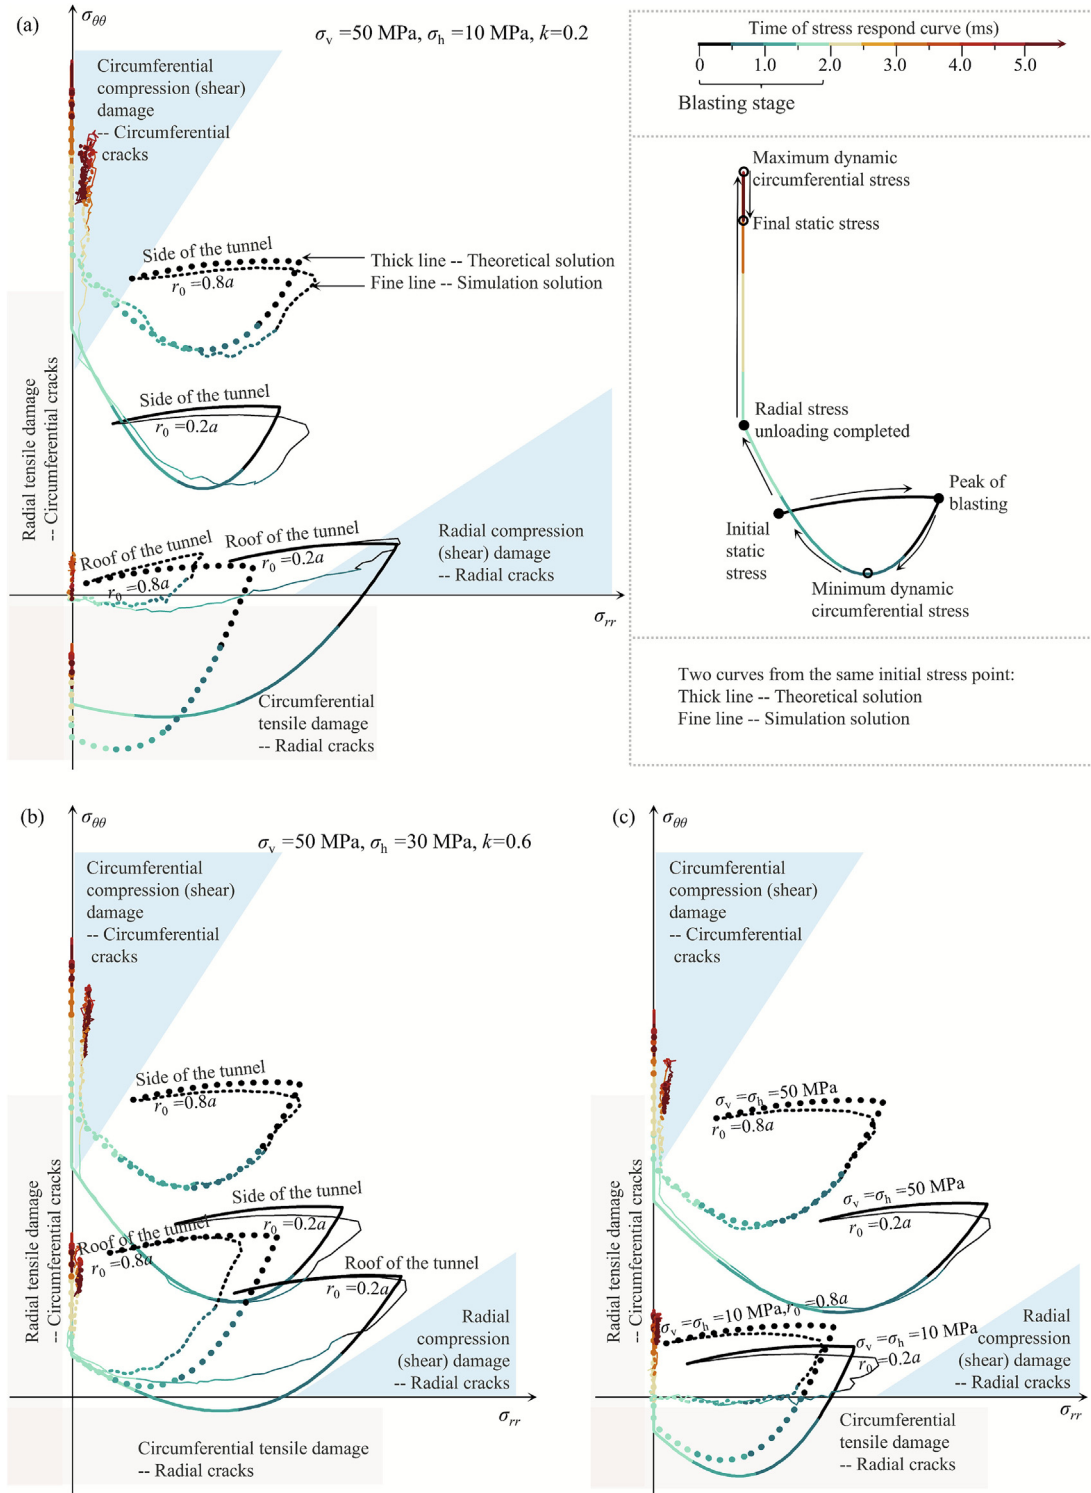 (a)
σθθ
σv =50 MPa, σh =10 MPa, k=0.2
Circumferential
compression (shear)
damage
-- Circumferential
cracks
Side of the tunnel
r0 =0.8a
Thick line -- Theoretical solution
Fine line -- Simulation solution
Radial tensile damage
-- Circumferential cracks
Side of the tunnel
r0 =0.2a
Roof of the tunnel
r0 =0.8a
Roof of the tunnel
r0 =0.2a
Radial compression
(shear) damage
-- Radial cracks
σrr
Circumferential
tensile damage
-- Radial cracks
Time of stress respond curve (ms)
0 1.0 2.0 3.0 4.0 5.0
Blasting stage
Maximum dynamic
circumferential stress
Final static stress
Radial stress
unloading completed
Peak of
blasting
Initial
static
stress
Minimum dynamic
circumferential stress
Two curves from the same initial stress point:
Thick line -- Theoretical solution
Fine line -- Simulation solution
(b)
σθθ
σv =50 MPa, σh =30 MPa, k=0.6
Circumferential
compression (shear)
damage
-- Circumferential
cracks
Side of the tunnel
r0 =0.8a
Radial tensile damage
-- Circumferential cracks
Side of the tunnel
r0 =0.2a
Roof of the tunnel
r0 =0.8a
Roof of the tunnel
r0 =0.2a
Radial
compression
(shear) damage
-- Radial cracks
σrr
Circumferential tensile damage
-- Radial cracks
(c)
σθθ
Circumferential
compression (shear)
damage
-- Circumferential
cracks
σv =σh =50 MPa
r0 =0.8a
Radial tensile damage
-- Circumferential cracks
σv =σh =50 MPa
r0 =0.2a
σv =σh =10 MPa, r0 =0.8a
σv =σh =10 MPa
r0 =0.2a
Radial
compression
(shear) damage
-- Radial cracks
σrr
Circumferential
tensile damage
-- Radial cracks